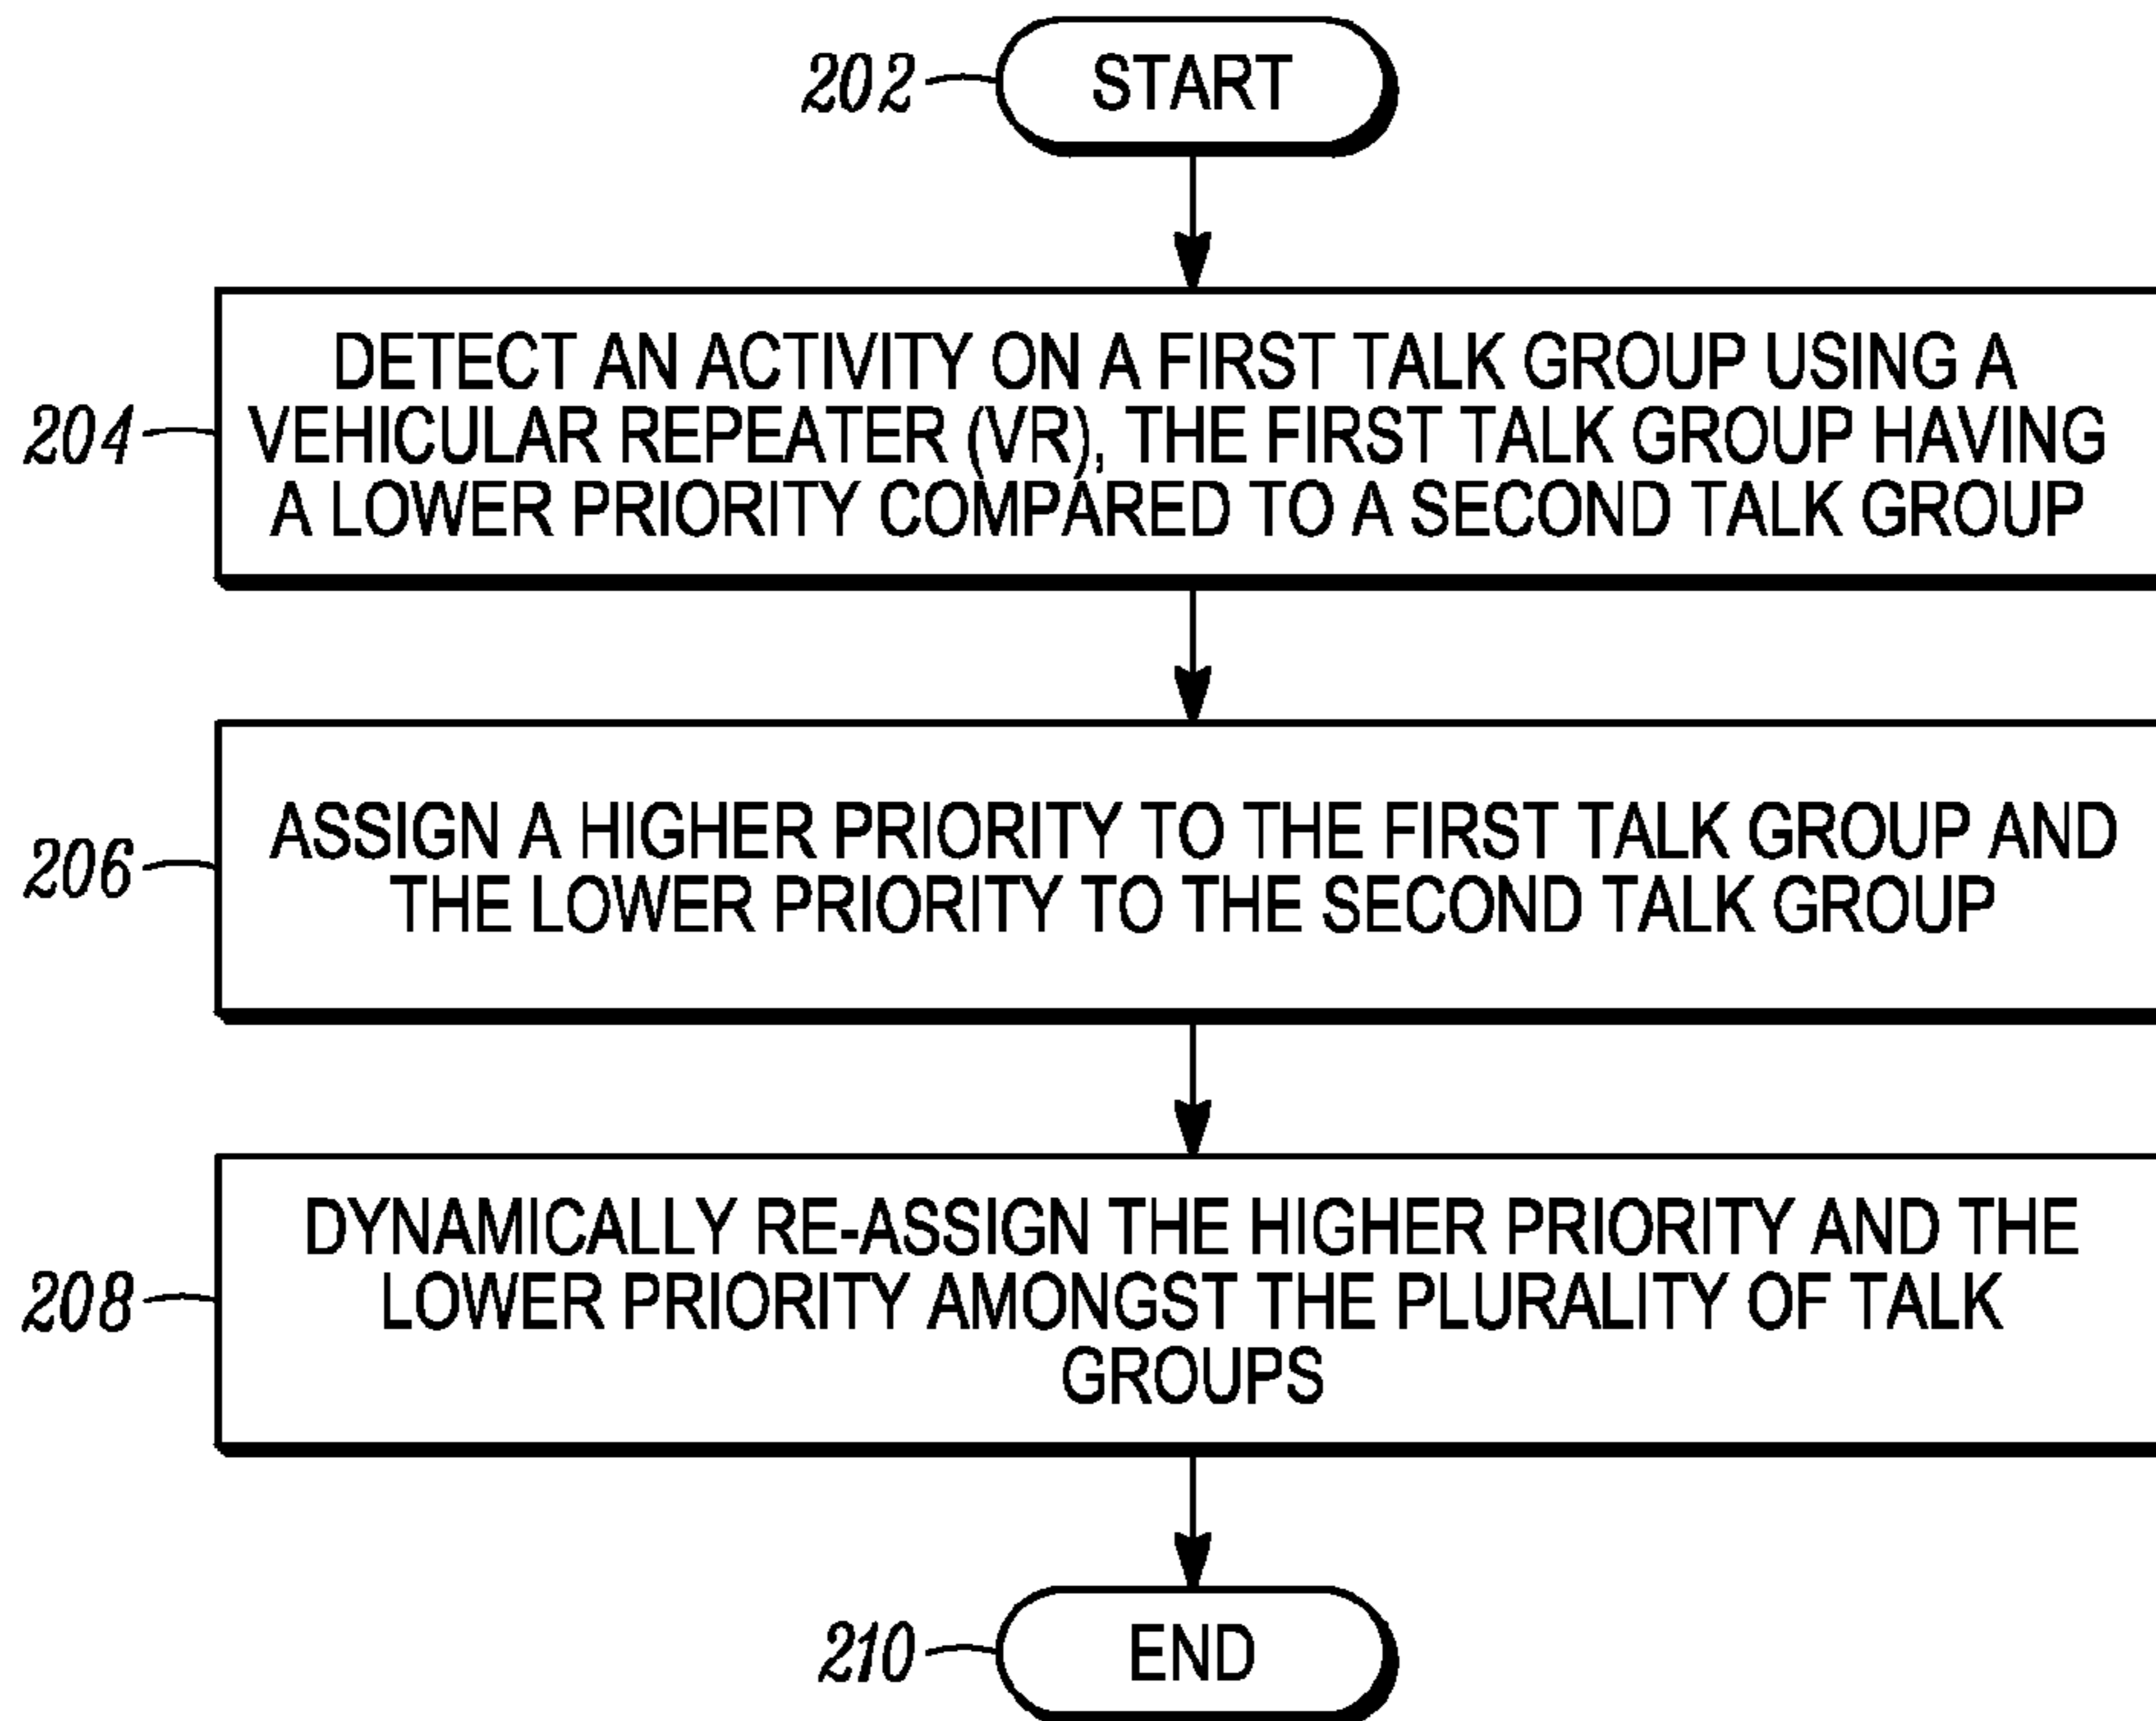 202
START
204
DETECT AN ACTIVITY ON A FIRST TALK GROUP USING A
VEHICULAR REPEATER (VR), THE FIRST TALK GROUP HAVING
A LOWER PRIORITY COMPARED TO A SECOND TALK GROUP
206
ASSIGN A HIGHER PRIORITY TO THE FIRST TALK GROUP AND
THE LOWER PRIORITY TO THE SECOND TALK GROUP
208
DYNAMICALLY RE-ASSIGN THE HIGHER PRIORITY AND THE
LOWER PRIORITY AMONGST THE PLURALITY OF TALK
GROUPS
210
END